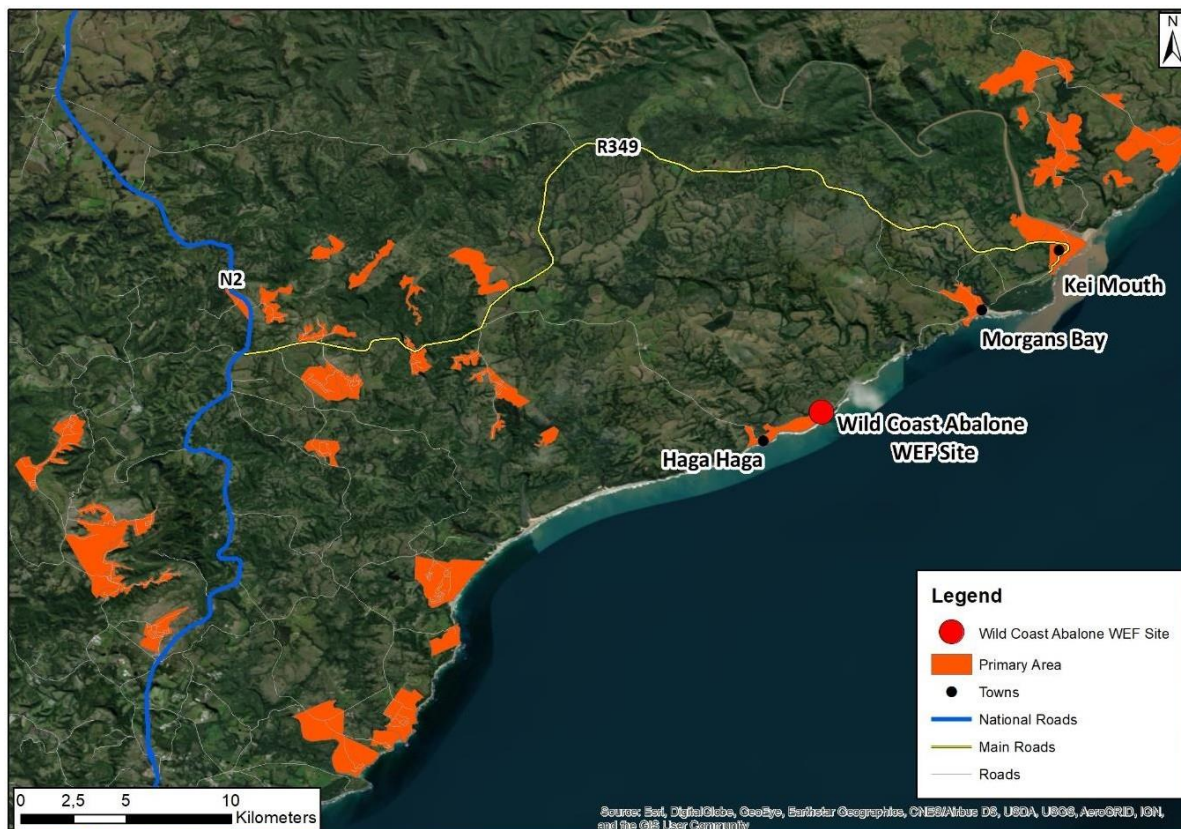 N
R349
N2
Kei Mouth
Morgans Bay
Wild Coast Abalone
WEF Site
Haga Haga
Legend
Wild Coast Abalone WEF Site
Primary Area
Towns
National Roads
Main Roads
Roads
0 2,5 5 10
Kilometers
Source: Esri, DigitalGlobe, GeoEye, Earthstar Geographics, CNES/Airbus DS, USDA, USGS, AeroGRID, IGN,
and the GIS User Community